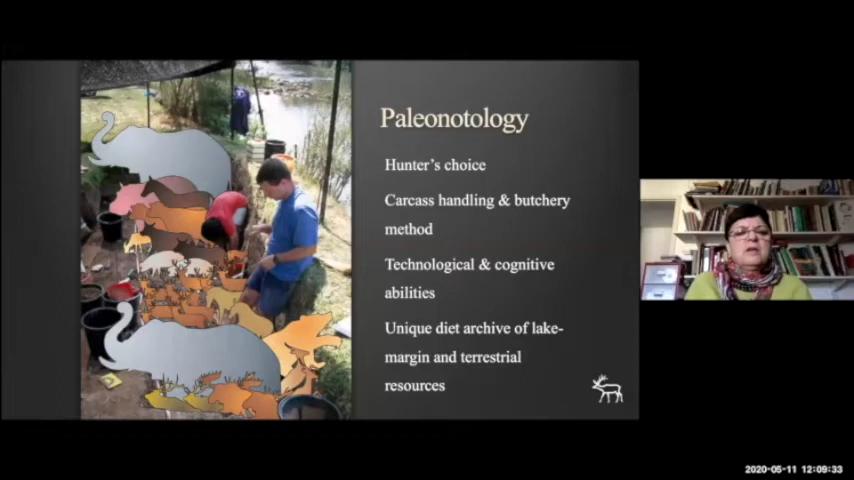 Paleonotology
Hunter's choice
Carcass handling & butchery
method
Technological & cognitive
abilities
Unique diet archive of lake-
margin and terrestrial
resources
2020-05-11 12:09:33